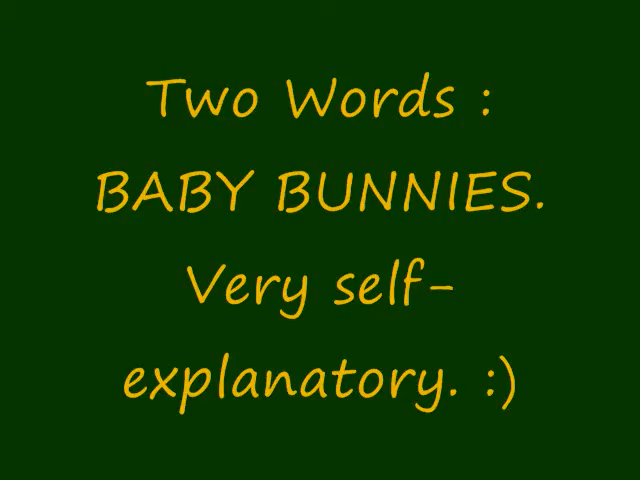 Two Words :
BABY BUNNIES.
Very self-
explanatory. :)